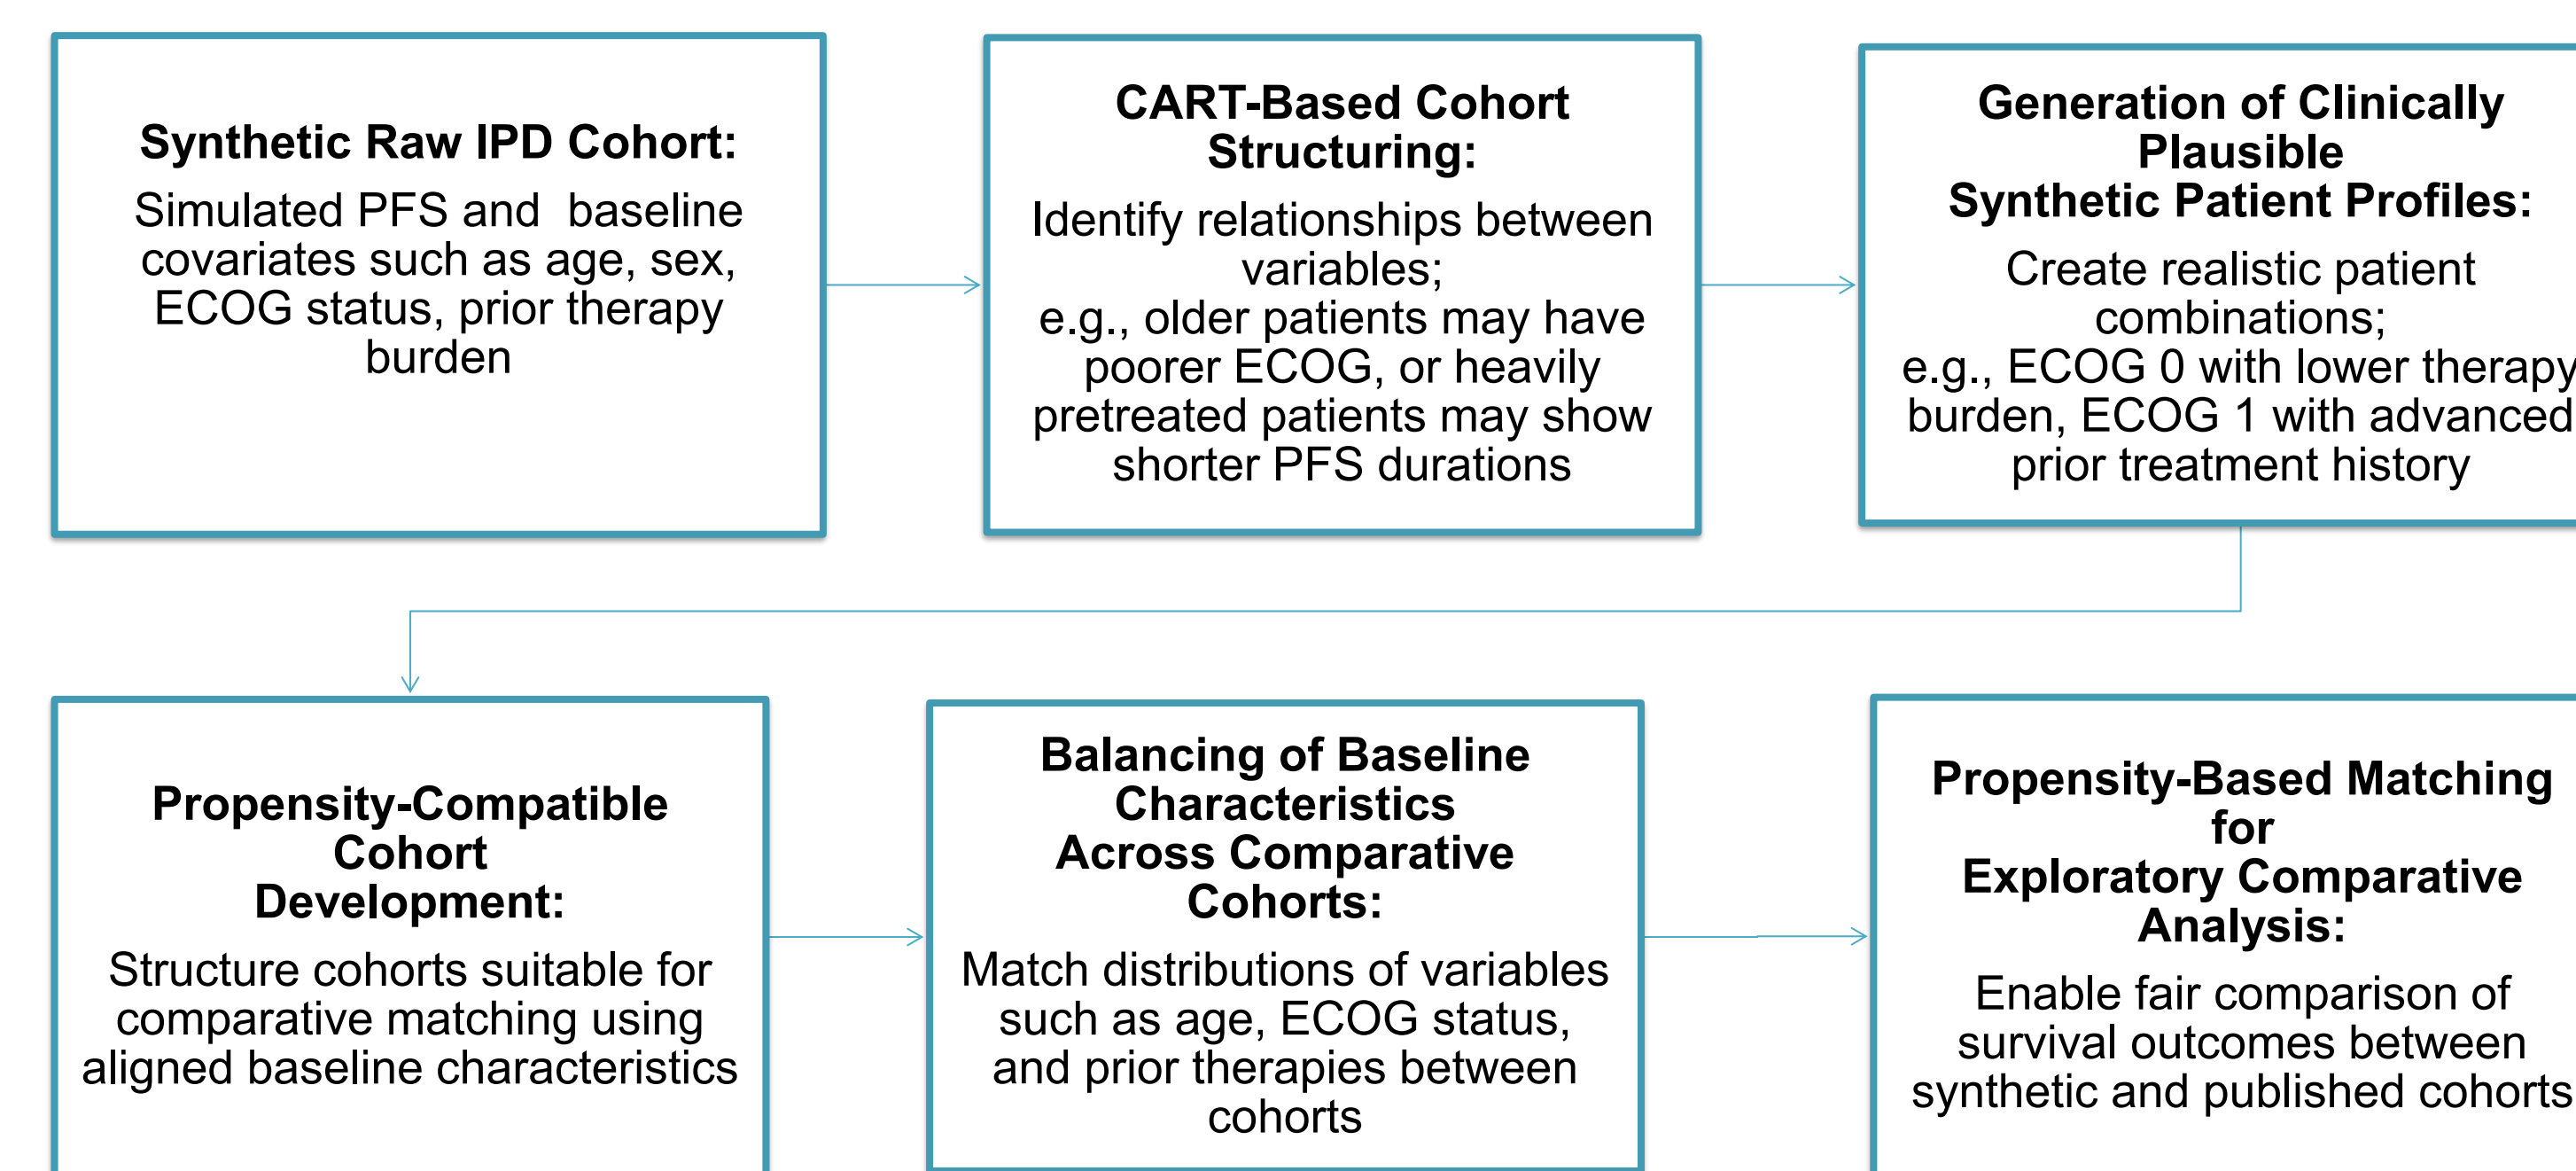 Synthetic Raw IPD Cohort:
Simulated PFS and  baseline
covariates such as age, sex,
ECOG status, prior therapy
burden
CART-Based Cohort
Structuring:
Identify relationships between
variables;
e.g., older patients may have
poorer ECOG, or heavily
pretreated patients may show
shorter PFS durations
Generation of Clinically
Plausible
Synthetic Patient Profiles:
Create realistic patient
combinations;
e.g., ECOG 0 with lower therapy
burden, ECOG 1 with advanced
prior treatment history
Propensity-Compatible
Cohort
Development:
Structure cohorts suitable for
comparative matching using
aligned baseline characteristics
Balancing of Baseline
Characteristics
Across Comparative
Cohorts:
Match distributions of variables
such as age, ECOG status,
and prior therapies between
cohorts
Propensity-Based Matching
for
Exploratory Comparative
Analysis:
Enable fair comparison of
survival outcomes between
synthetic and published cohorts